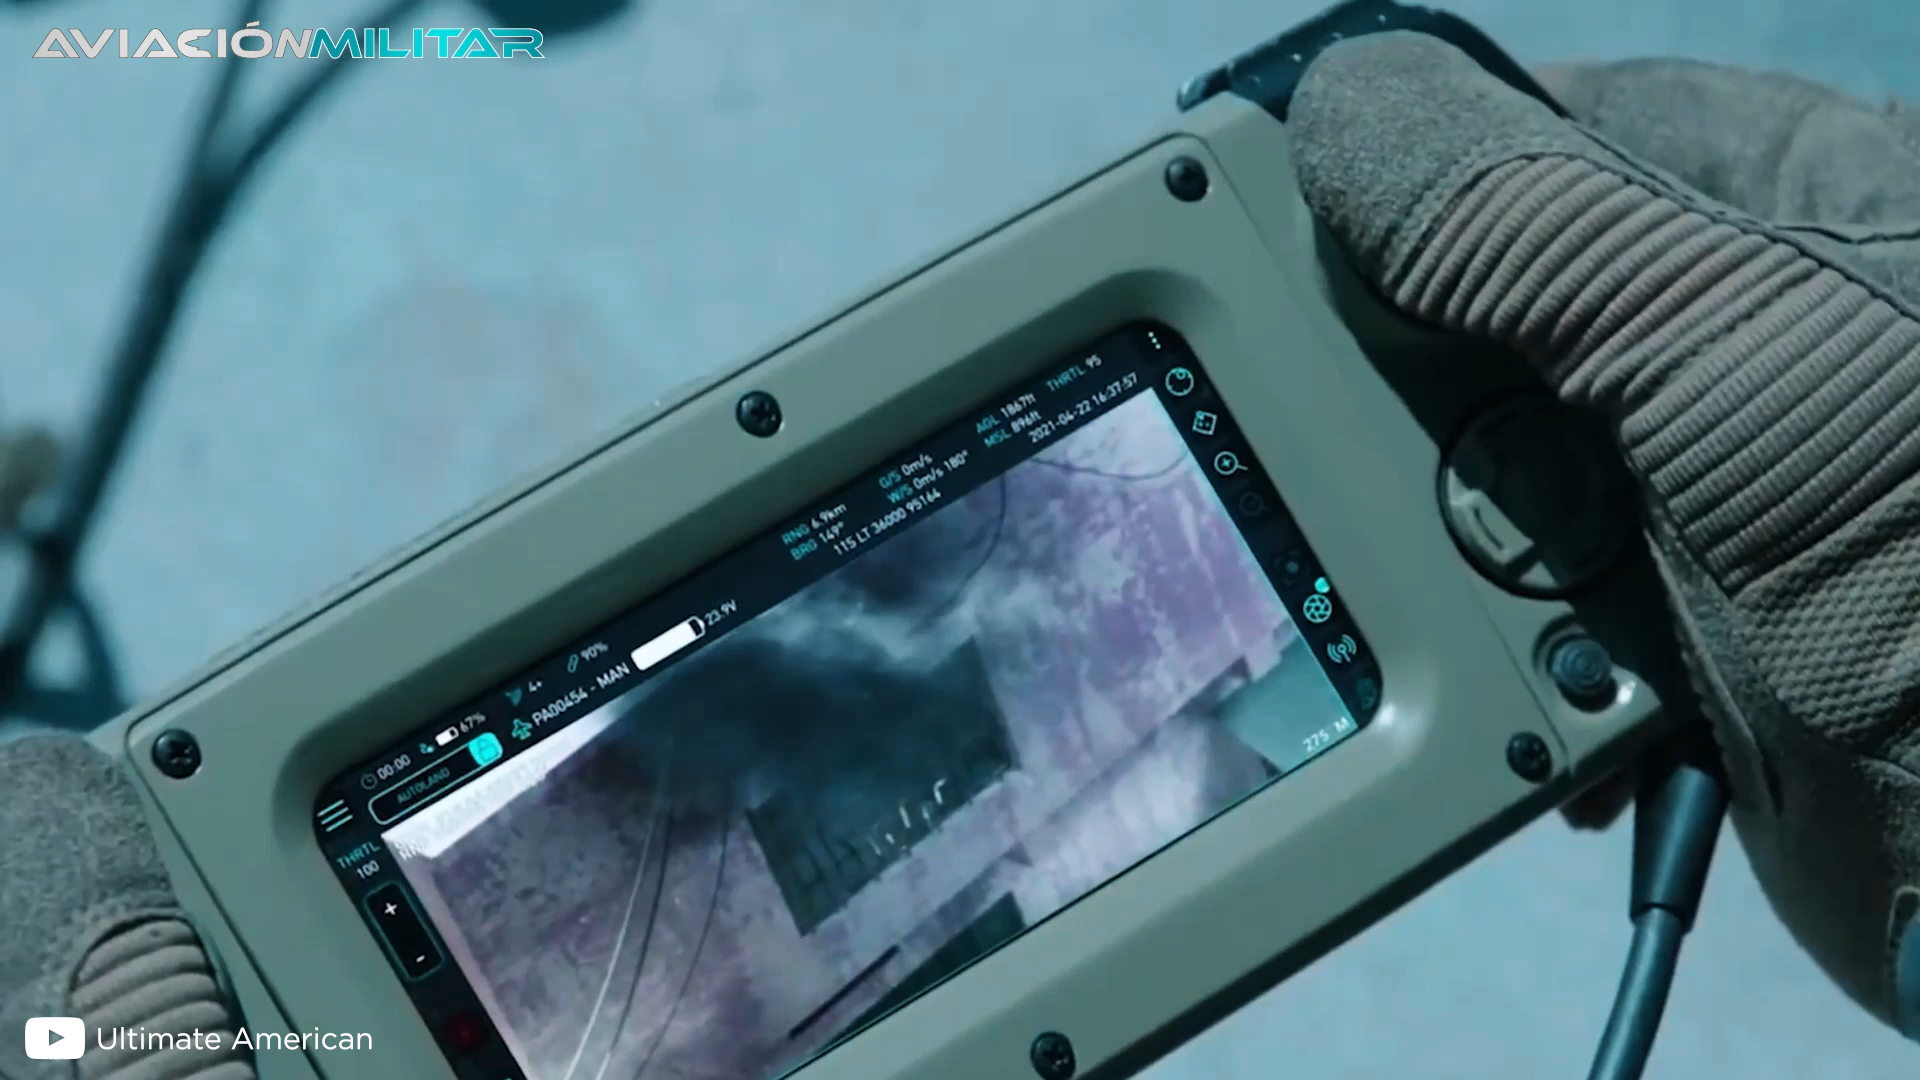 AVIACIÓNMILITAR
THRTL 95
AGL 1867ft
MSL 896ft
2021-04-22 16:37:57
G/S 0m/s
W/S 0m/s 180°
RNG 6.9km
BRG 149°
11S LT 36000 95164
23.9V
90%
4+
PA00454 - MAN
67%
00:00
AUTOLAND
THRTL
100
+
-
275 M
Ultimate American